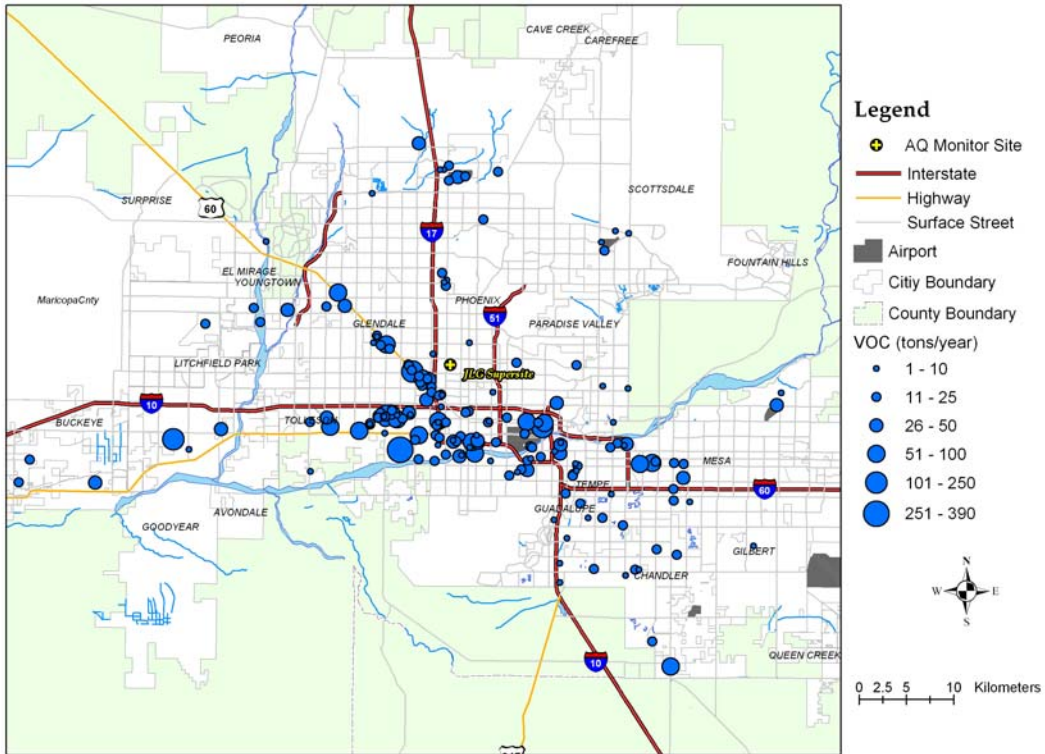 PEORIA
CAVE CREEK
CAREFREE
SCOTTSDALE
SURPRISE
60
17
FOUNTAIN HILLS
EL MIRAGE
YOUNGTOWN
MaricopaCnty
PHOENIX
51
GLENDALE
PARADISE VALLEY
LITCHFIELD PARK
JLG Supersite
10
BUCKEYE
TOLLESON
MESA
TEMPE
60
AVONDALE
GUADALUPE
GOODYEAR
GILBERT
CHANDLER
QUEEN CREEK
10
Legend
AQ Monitor Site
Interstate
Highway
Surface Street
Airport
Citiy Boundary
County Boundary
VOC (tons/year)
1 - 10
11 - 25
26 - 50
51 - 100
101 - 250
251 - 390
N
W E
S
0 2.5 5 10 Kilometers